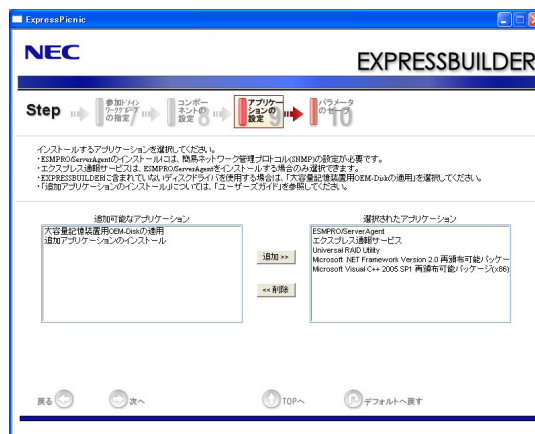 ExpressPicnic
NEC
EXPRESSBUILDER
Step
参加ドメイン
ワークグループ
の指定
7
コンポー
ネントの
設定
8
アプリケー
ションの
設定
9
パラメータ
のセーブ
10
インストールするアプリケーションを選択してください。
・ESMPRO/ServerAgentのインストールには、簡易ネットワーク管理プロトコル(SNMP)の設定が必要です。
・エクスプレス通報サービスは、ESMPRO/ServerAgentをインストールする場合のみ選択できます。
・EXPRESSBUILDERに含まれていないディスクドライバを使用する場合は、「大容量記憶装置用OEM-Diskの適用」を選択してください。
・「追加アプリケーションのインストール」については、「ユーザーズガイド」を参照してください。
追加可能なアプリケーション
大容量記憶装置用OEM-Diskの適用
追加アプリケーションのインストール
追加 >>
<< 削除
選択されたアプリケーション
ESMPRO/ServerAgent
エクスプレス通報サービス
Universal RAID Utility
Microsoft .NET Framework Version 2.0 再頒布可能パッケー
Microsoft Visual C++ 2005 SP1 再頒布可能パッケージ(x86)
戻る
次へ
TOPへ
デフォルトへ戻す